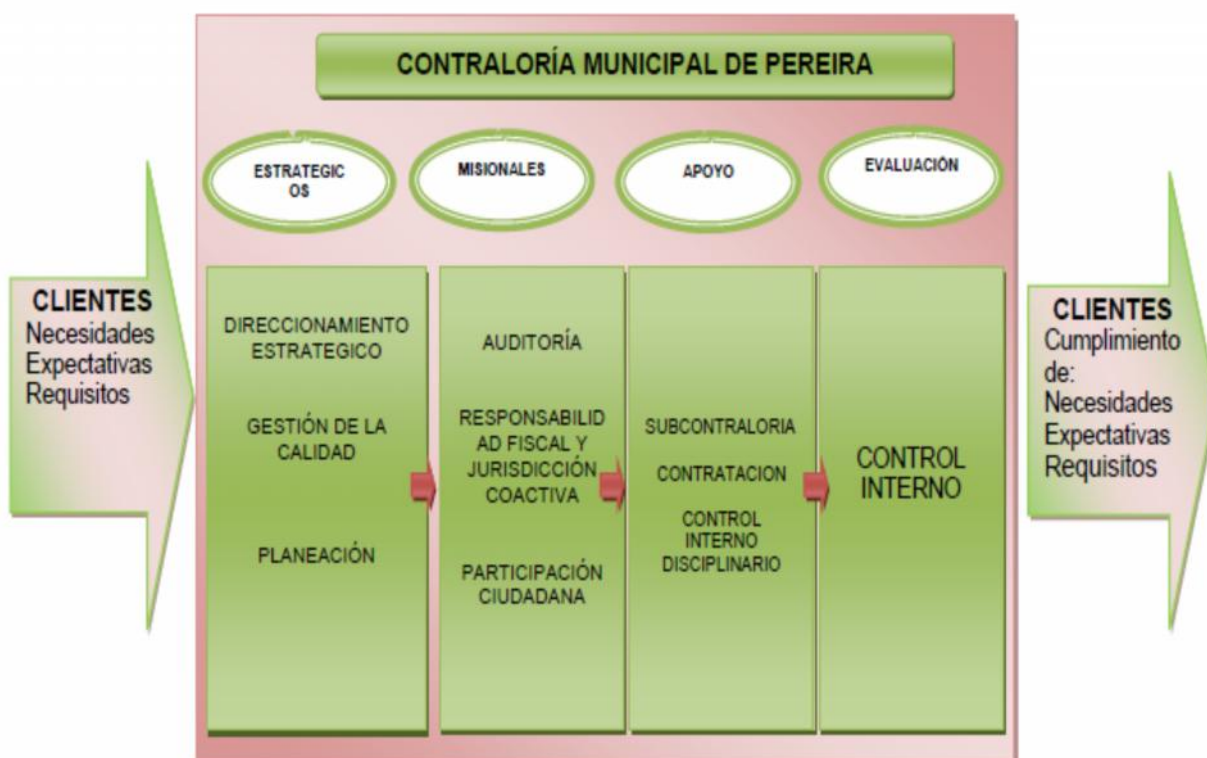 CONTRALORÍA MUNICIPAL DE PEREIRA
ESTRATEGIC
OS
MISIONALES
APOYO
EVALUACIÓN
CLIENTES
Necesidades
Expectativas
Requisitos
DIRECCIONAMIENTO
ESTRATEGICO
GESTIÓN DE LA
CALIDAD
PLANEACIÓN
AUDITORÍA
RESPONSABILID
AD FISCAL Y
JURISDICCIÓN
COACTIVA
PARTICIPACIÓN
CIUDADANA
SUBCONTRALORIA
CONTRATACION
CONTROL
INTERNO
DISCIPLINARIO
CONTROL
INTERNO
CLIENTES
Cumplimiento
de:
Necesidades
Expectativas
Requisitos